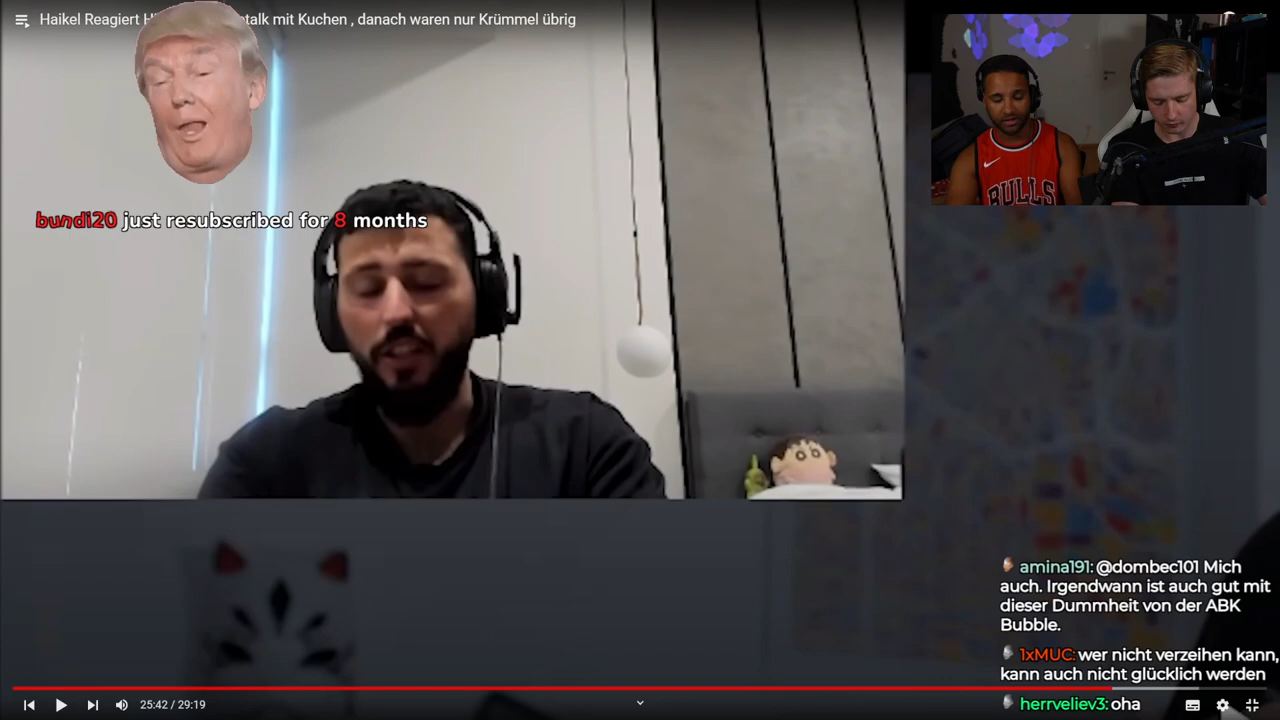 Haikel Reagiert talk mit Kuchen , danach waren nur Krümmel übrig
bundi20 just resubscribed for 8 months
BULLS
amina191: @dombec101 Mich
auch. Irgendwann ist auch gut mit
dieser Dummheit von der ABK
Bubble.
1xMUC: wer nicht verzeihen kann,
kann auch nicht glücklich werden
herrveliev3: oha
25:42 / 29:19